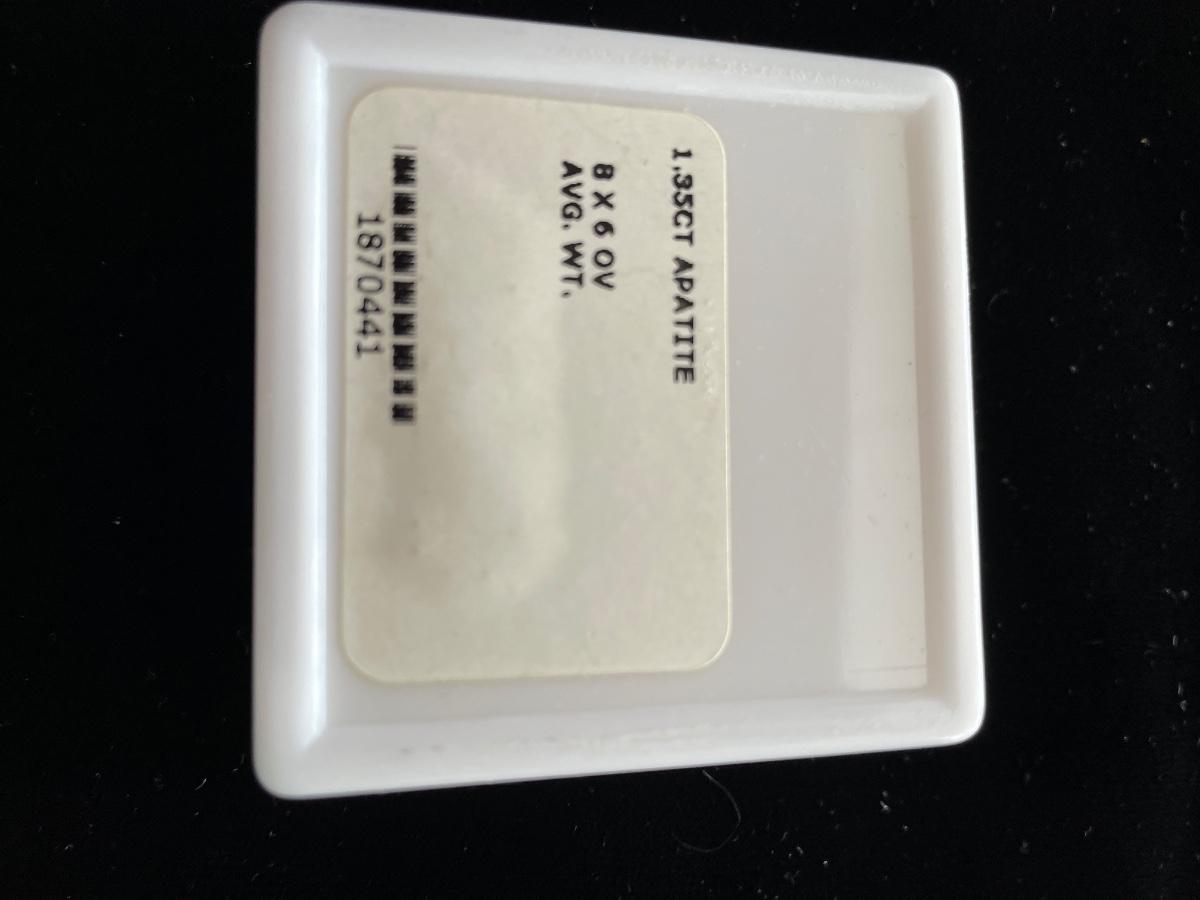 1.35CT APATITE
8 X 6 OV
AVG. WT.
1870441